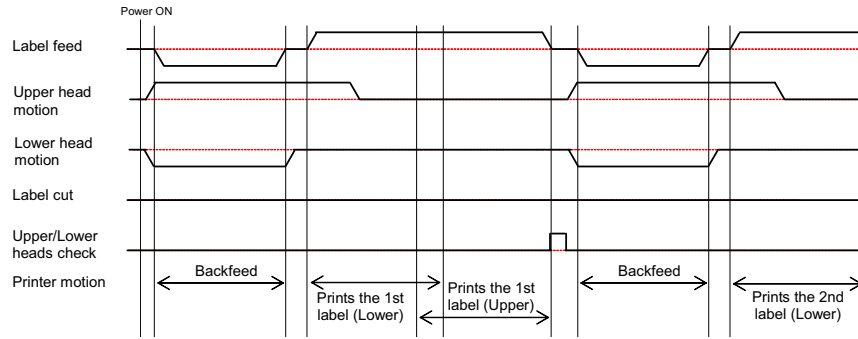 Power ON
Label feed
Upper head
motion
Lower head
motion
Label cut
Upper/Lower
heads check
Printer motion
Backfeed
Prints the 1st
label (Lower)
Prints the 1st
label (Upper)
Backfeed
Prints the 2nd
label (Lower)